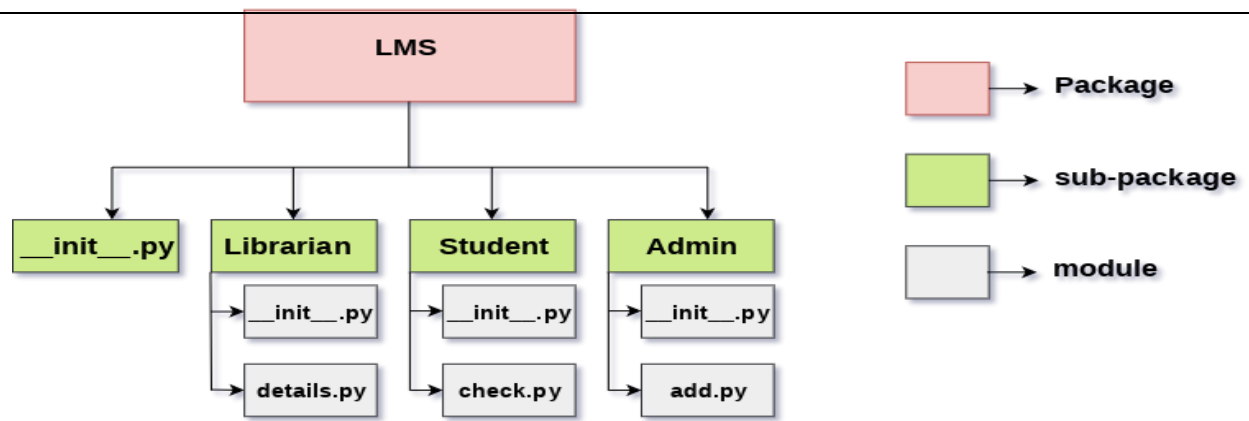 LMS
Package
sub-package
module
__init__.py
Librarian
Student
Admin
__init__.py
__init__.py
__init__.py
details.py
check.py
add.py